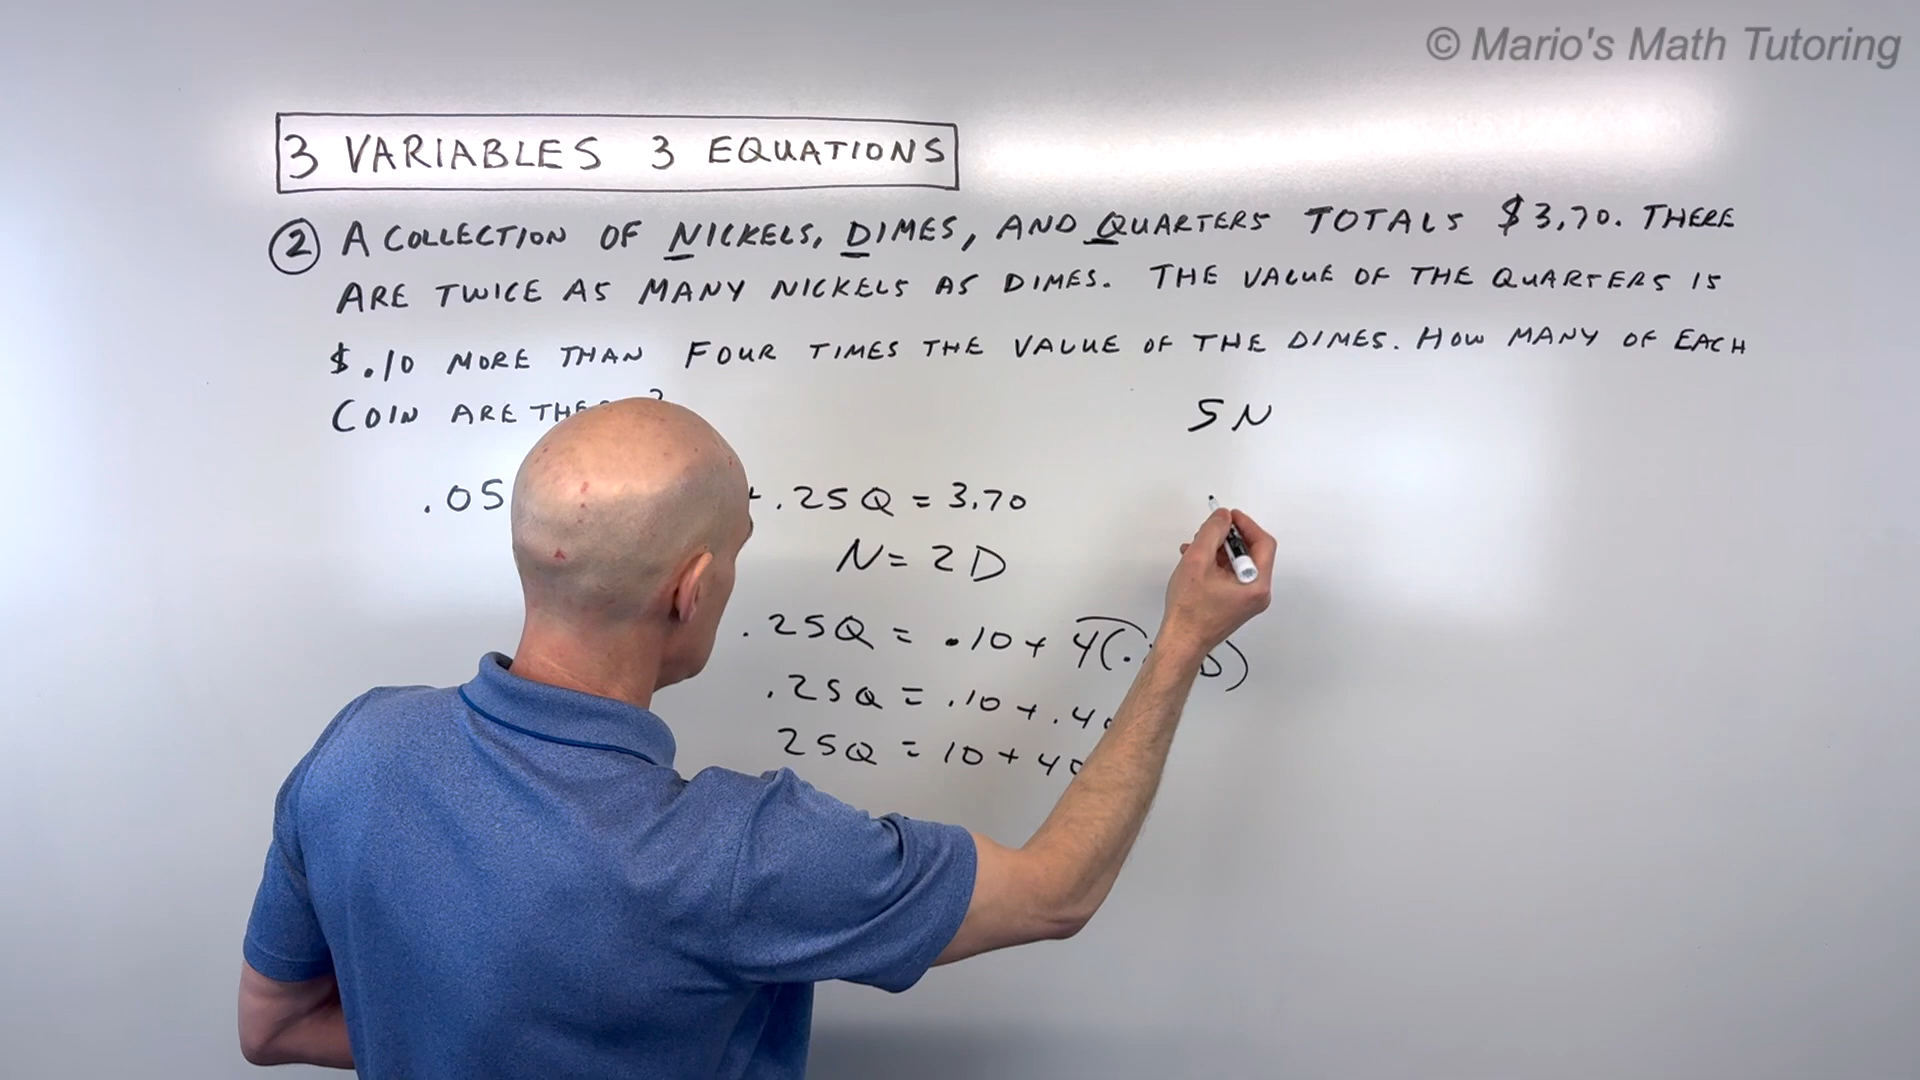 © Mario's Math Tutoring
3 VARIABLES 3 EQUATIONS
② A COLLECTION OF NICKELS, DIMES, AND QUARTERS TOTALS $3.70. THERE
ARE TWICE AS MANY NICKELS AS DIMES. THE VALUE OF THE QUARTERS IS
$.10 MORE THAN FOUR TIMES THE VALUE OF THE DIMES. HOW MANY OF EACH
COIN ARE
5N
.05 .25Q = 3.70
N = 2D
.25Q = .10 + 4(. D)
.25Q = .10 + .40
25Q = 10 + 40